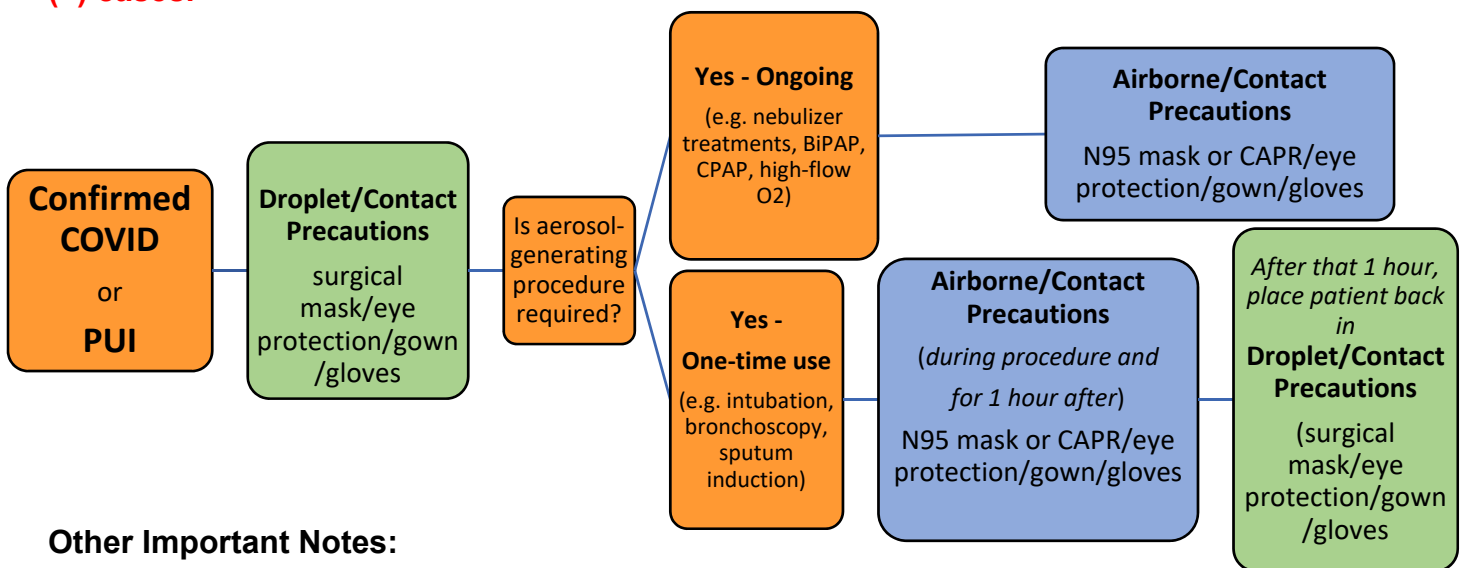 Confirmed
COVID
or
PUI
Droplet/Contact
Precautions
surgical
mask/eye
protection/gown
/gloves
Is aerosol-
generating
procedure
required?
Yes - Ongoing
(e.g. nebulizer
treatments, BiPAP,
CPAP, high-flow
O2)
Airborne/Contact
Precautions
N95 mask or CAPR/eye
protection/gown/gloves
Yes -
One-time use
(e.g. intubation,
bronchoscopy,
sputum
induction)
Airborne/Contact
Precautions
(during procedure and
for 1 hour after)
N95 mask or CAPR/eye
protection/gown/gloves
After that 1 hour,
place patient back
in
Droplet/Contact
Precautions
(surgical
mask/eye
protection/gown
/gloves
Other Important Notes: